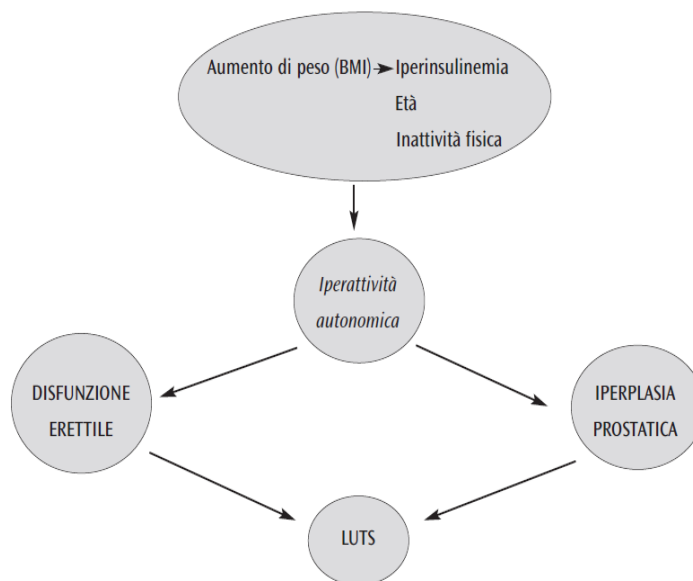 Aumento di peso (BMI) Iperinsulinemia
Età
Inattività fisica
Iperattività
autonomica
DISFUNZIONE
ERETTILE
IPERPLASIA
PROSTATICA
LUTS